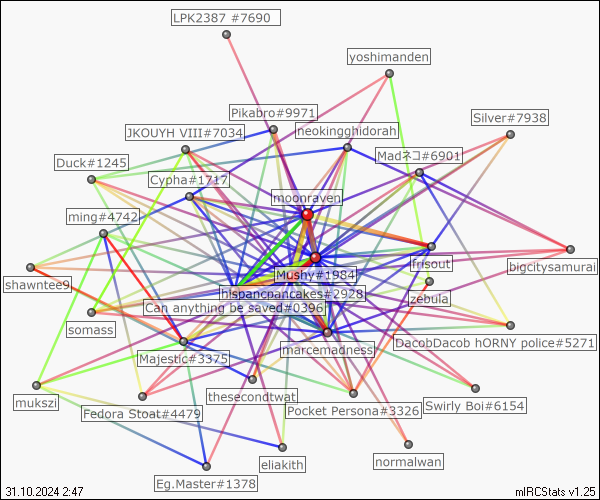 LPK2387 #7690
yoshimanden
Pikabro#9971
Silver#7938
JKOUYH VIII#7034
neokingghidorah
Duck#1245
Mad7コ#6901
Cypha#1717
moonraven
ming#4742
frisout
bigcitysamurai
shawntee9
Mushy#1984
hispancpancakes#2928
zebula
Can anything be saved#0396
somass
DacobDacob hORNY police#5271
marcemadness
Majestic#3375
mukszi
Fedora Stoat#4479
thesecondtwat
Pocket Persona#3326
Swirly Boi#6154
eliakith
normalwan
Eg.Master#1378
31.10.2024 2:47
mIRCStats v1.25